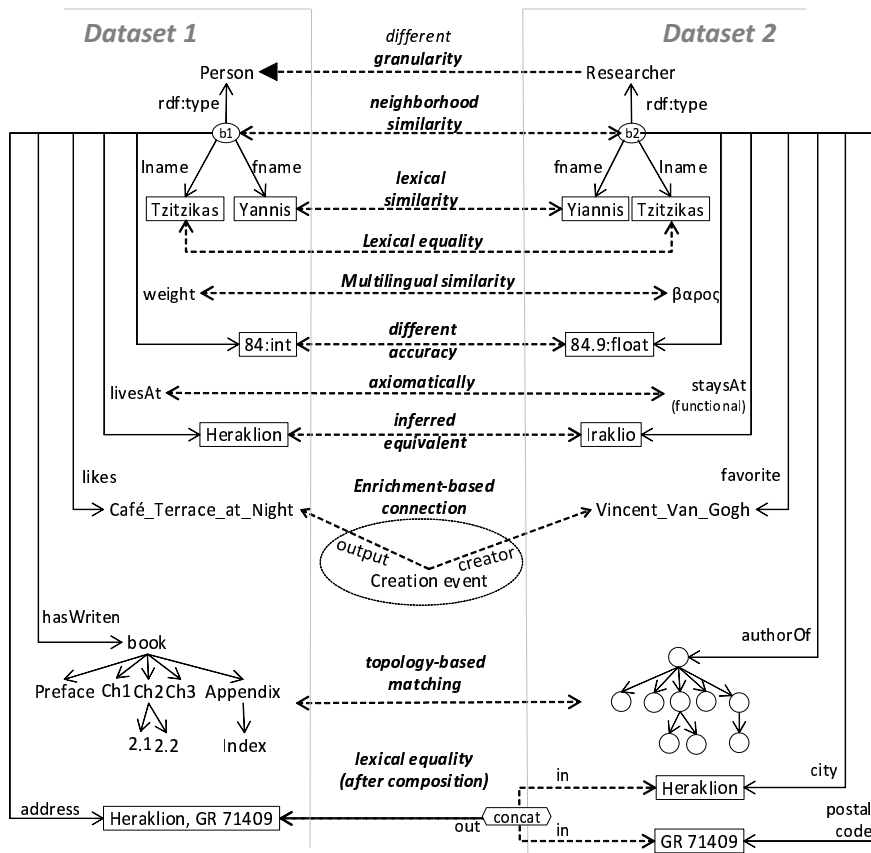 Dataset 1
Dataset 2
different
granularity
Person
Researcher
rdf:type
rdf:type
neighborhood
similarity
b1
b2
lname
fname
fname
lname
lexical
similarity
Tzitzikas
Yannis
Yiannis
Tzitzikas
Lexical equality
Multilingual similarity
weight
βαρος
different
accuracy
84:int
84.9:float
axiomatically
livesAt
staysAt
(functional)
inferred
equivalent
Heraklion
Iraklio
likes
favorite
Enrichment-based
connection
Café_Terrace_at_Night
Vincent_Van_Gogh
output
creator
Creation event
hasWriten
authorOf
book
topology-based
matching
Preface
Ch1
Ch2
Ch3
Appendix
2.1
2.2
Index
lexical equality
(after composition)
in
Heraklion
city
address
Heraklion, GR 71409
out
concat
in
GR 71409
postal
code